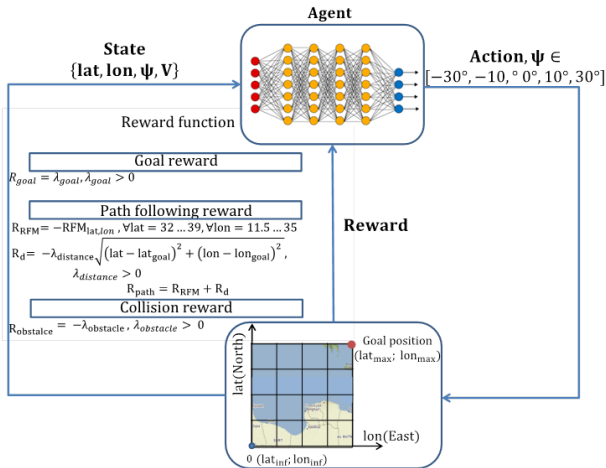 Agent
State
{lat, lon, ψ, V}
Action, ψ ∈
[−30°, −10, ° 0°, 10°, 30°]
Reward function
Goal reward
R_goal = λ_goal, λ_goal > 0
Path following reward
R_RFM = −RFM_lat,lon , ∀lat = 32 … 39, ∀lon = 11.5 … 35
R_d = −λ_distance √((lat − lat_goal)² + (lon − lon_goal)²) ,
λ_distance > 0
R_path = R_RFM + R_d
Collision reward
R_obstalce = −λ_obstacle , λ_obstacle > 0
Reward
lat(North)
Goal position
(lat_max; lon_max)
lon(East)
0 (lat_inf; lon_inf)